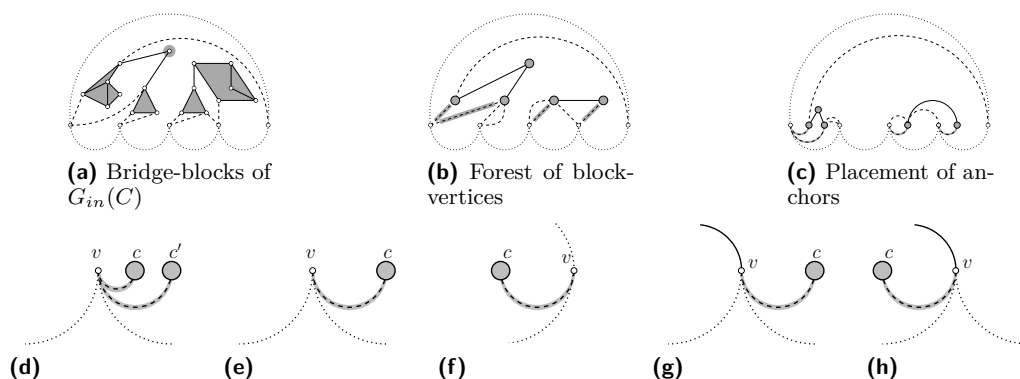 (a) Bridge-blocks of
G_in(C)
(b) Forest of block-
vertices
(c) Placement of an-
chors
v c c′
v c
c v
v c
c v
(d)
(e)
(f)
(g)
(h)